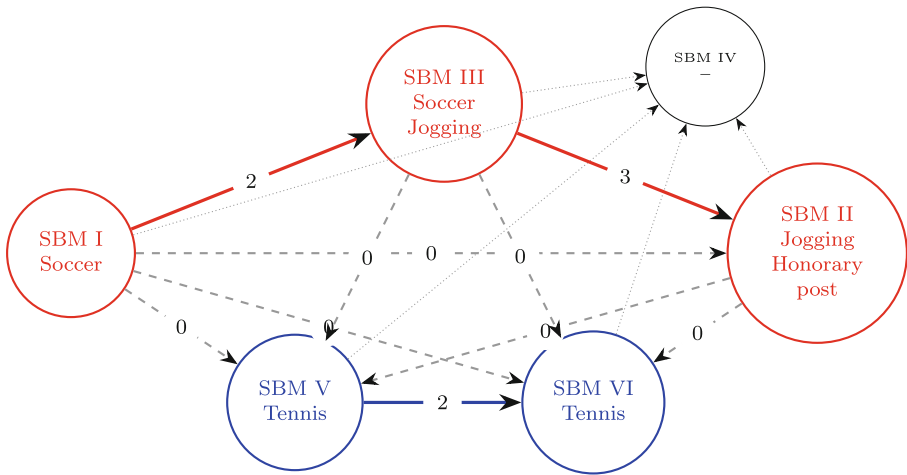 SBM III
Soccer
Jogging
SBM IV
–
2
3
SBM I
Soccer
SBM II
Jogging
Honorary
post
0
0
0
0
0
0
0
SBM V
Tennis
2
SBM VI
Tennis